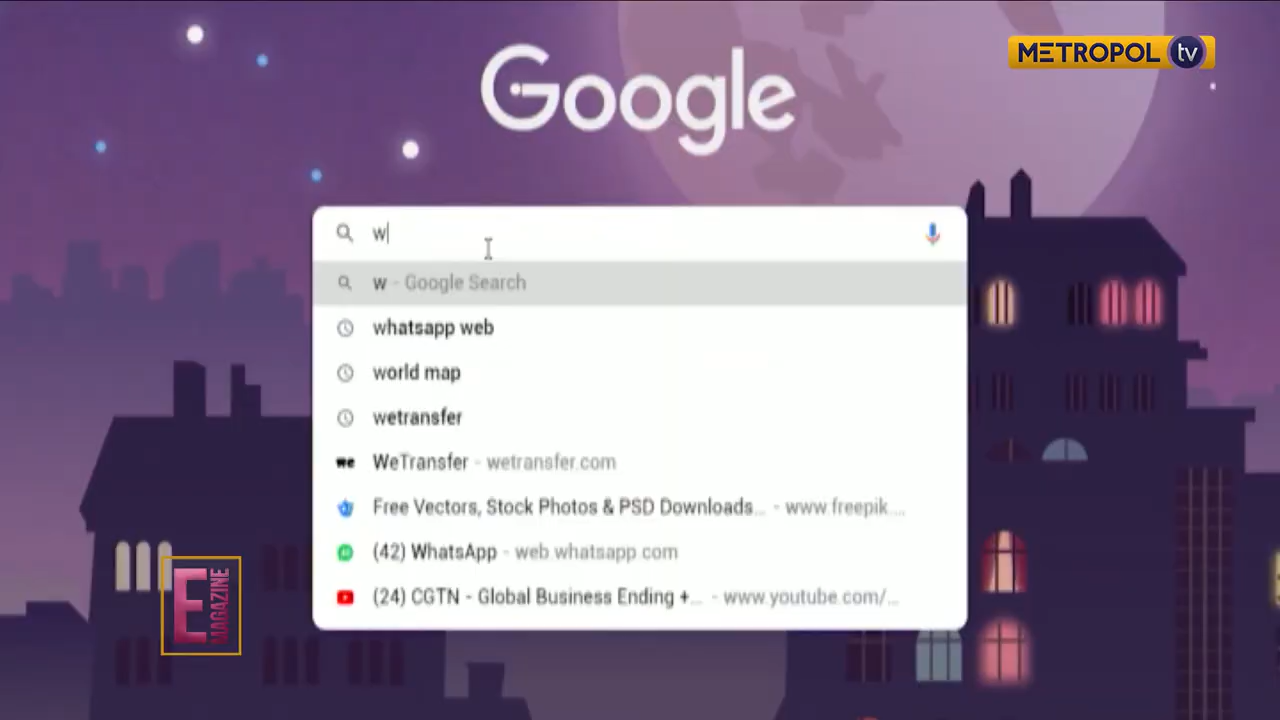 METROPOL tv
Google
w
w - Google Search
whatsapp web
world map
wetransfer
we WeTransfer - wetransfer.com
Free Vectors, Stock Photos & PSD Downloads... - www.freepik....
(42) WhatsApp - web.whatsapp.com
(24) CGTN - Global Business Ending +... - www.youtube.com/...
E MAGAZINE